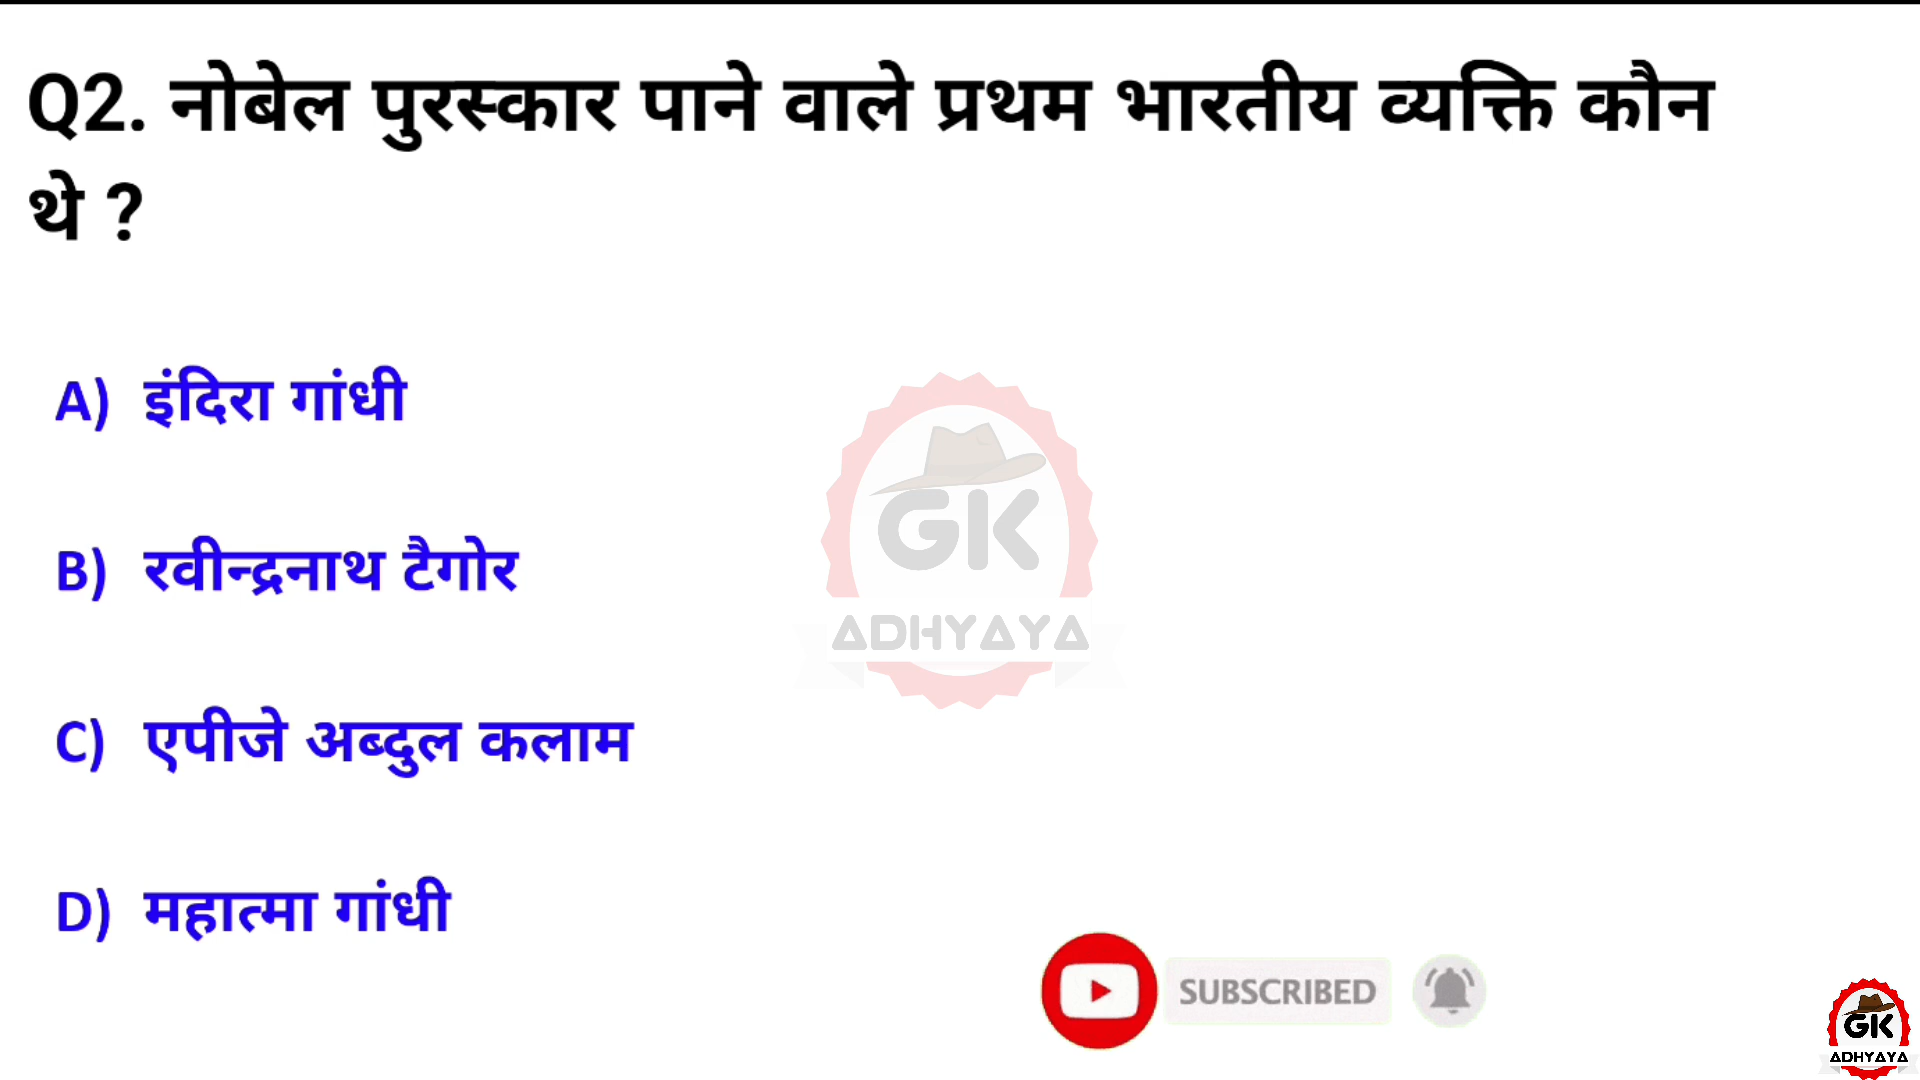 Q2. नोबेल पुरस्कार पाने वाले प्रथम भारतीय व्यक्ति कौन
थे ?
A) इंदिरा गांधी
GK
B) रवीन्द्रनाथ टैगोर
ADHYAYA
C) एपीजे अब्दुल कलाम
D) महात्मा गांधी
SUBSCRIBED
GK
ADHYAYA